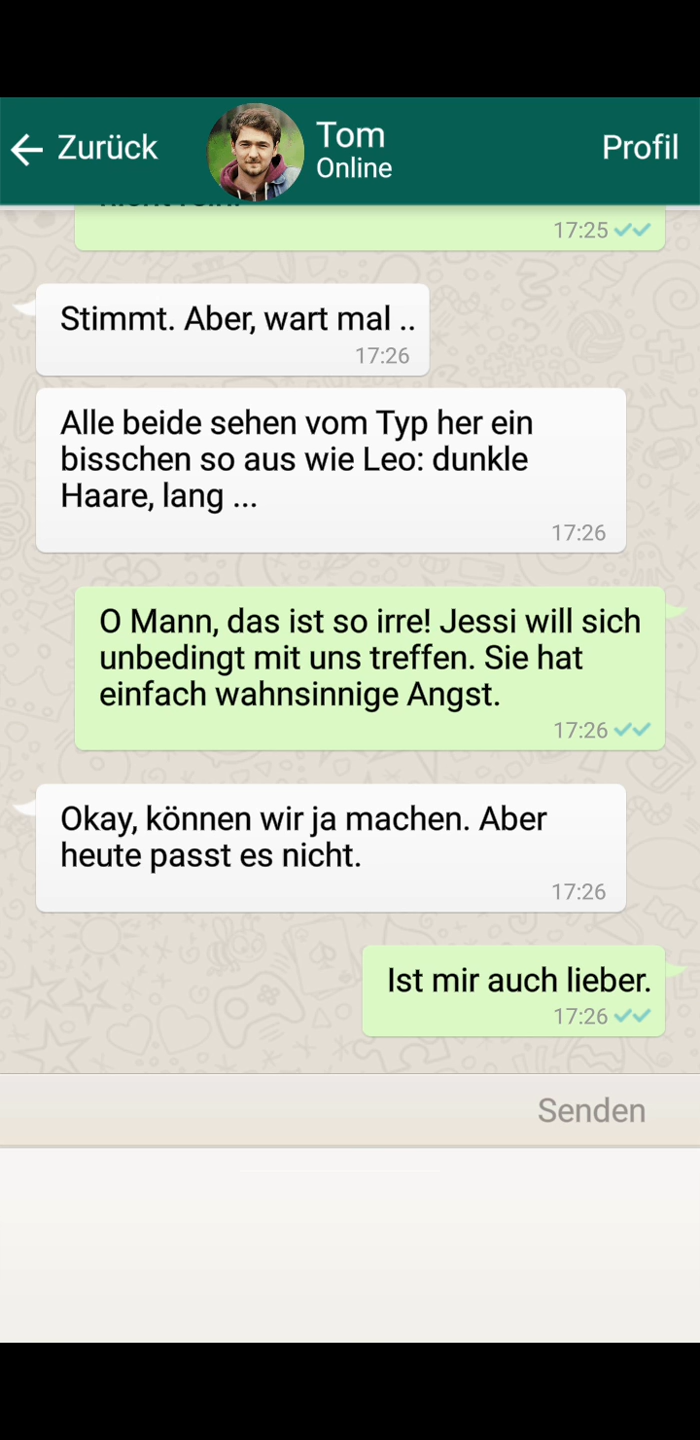 Zurück
Tom
Online
Profil
17:25
Stimmt. Aber, wart mal ..
17:26
Alle beide sehen vom Typ her ein
bisschen so aus wie Leo: dunkle
Haare, lang ...
17:26
O Mann, das ist so irre! Jessi will sich
unbedingt mit uns treffen. Sie hat
einfach wahnsinnige Angst.
17:26
Okay, können wir ja machen. Aber
heute passt es nicht.
17:26
Ist mir auch lieber.
17:26
Senden